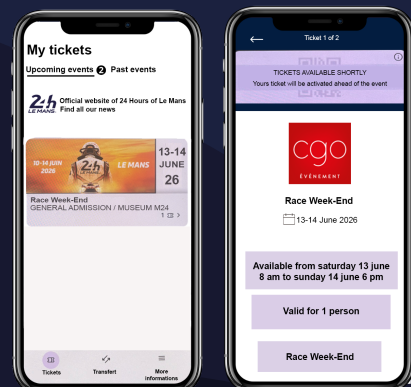 My tickets
Upcoming events 2 Past events
24h
LE MANS
Official website of 24 Hours of Le Mans
Find all our news
10-14 JUIN
2026
24h
LE MANS
LE MANS
13-14
JUNE
26
Race Week-End
GENERAL ADMISSION / MUSEUM M24
1
Tickets
Transfert
More
informations
Ticket 1 of 2
TICKETS AVAILABLE SHORTLY
Yours ticket will be activated ahead of the event
cgo
ÉVÉNEMENT
Race Week-End
13-14 June 2026
Available from saturday 13 june
8 am to sunday 14 june 6 pm
Valid for 1 person
Race Week-End